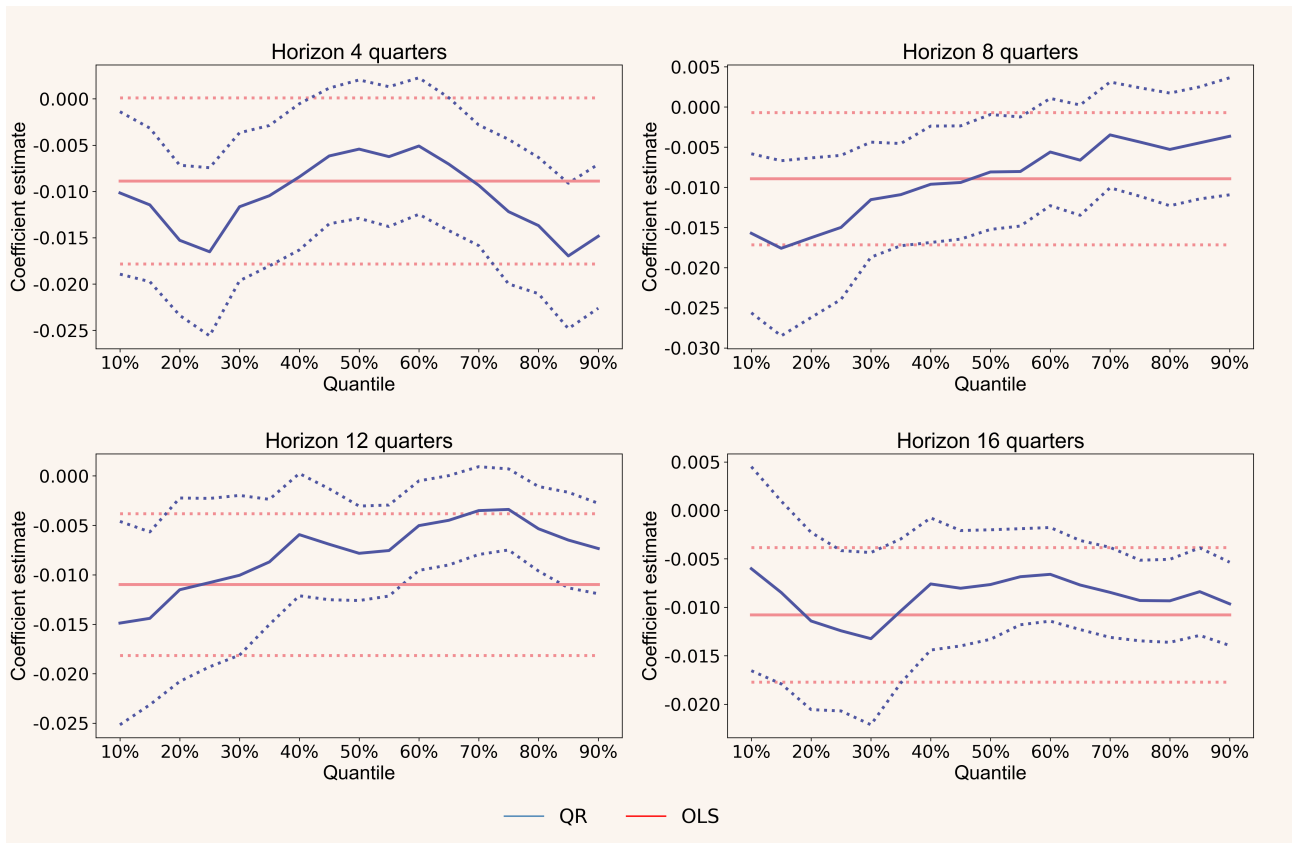 Horizon 4 quarters
Coefficient estimate
0.000
-0.005
-0.010
-0.015
-0.020
-0.025
10% 20% 30% 40% 50% 60% 70% 80% 90%
Quantile
Horizon 8 quarters
Coefficient estimate
0.005
0.000
-0.005
-0.010
-0.015
-0.020
-0.025
-0.030
10% 20% 30% 40% 50% 60% 70% 80% 90%
Quantile
Horizon 12 quarters
Coefficient estimate
0.000
-0.005
-0.010
-0.015
-0.020
-0.025
10% 20% 30% 40% 50% 60% 70% 80% 90%
Quantile
Horizon 16 quarters
Coefficient estimate
0.005
0.000
-0.005
-0.010
-0.015
-0.020
10% 20% 30% 40% 50% 60% 70% 80% 90%
Quantile
QR OLS